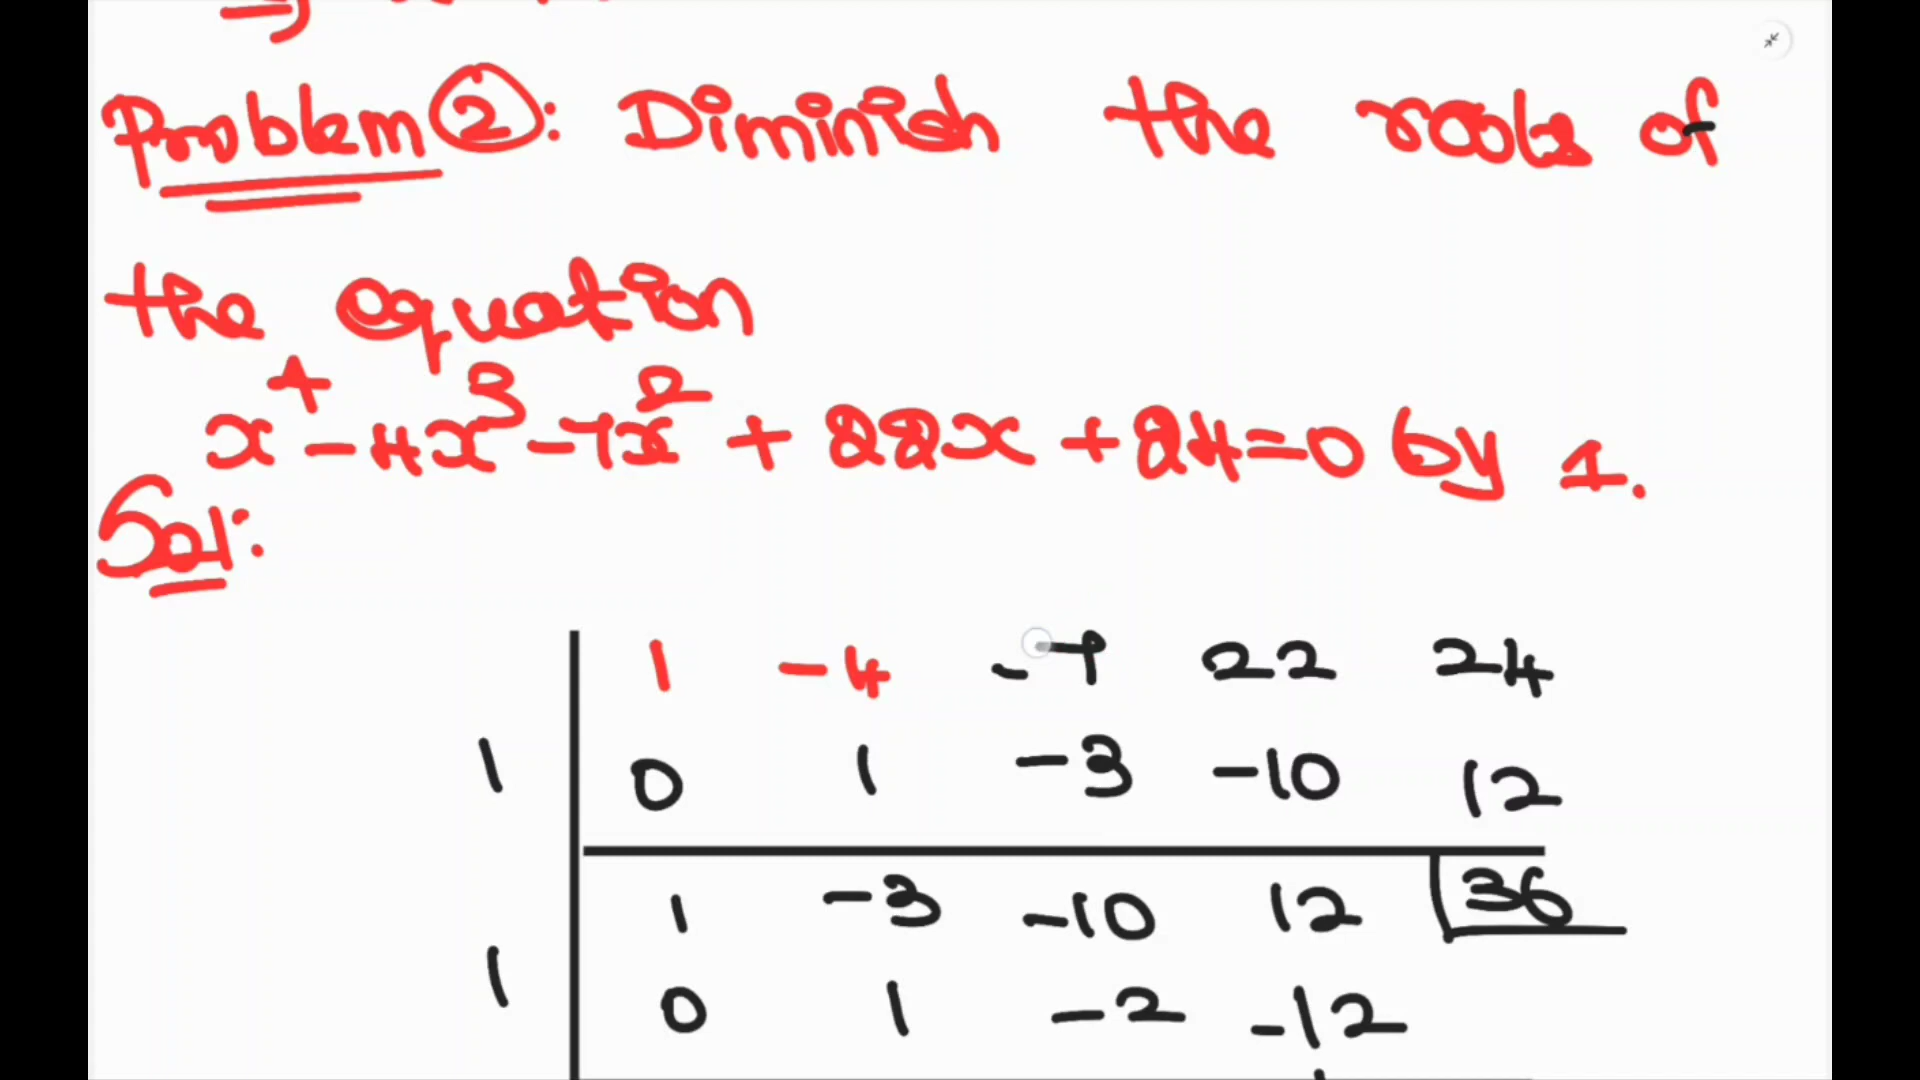 Problem ②: Diminish the roots of
the equation
x⁴ - 4x³ - 7x² + 22x + 24 = 0 by 1.
Sol:
1 -4 -7 22 24
1 0 1 -3 -10 12
1 -3 -10 12 36
1 0 1 -2 -12